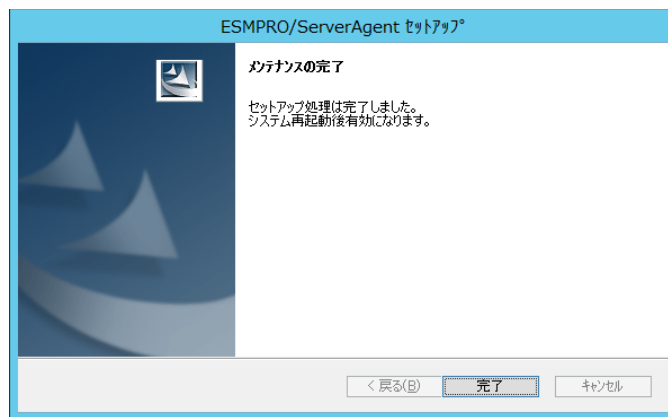 ESMPRO/ServerAgent ｾｯﾄｱｯﾌﾟ
ﾒﾝﾃﾅﾝｽの完了
セットアップ処理は完了しました。
システム再起動後有効になります。
< 戻る(B)
完了
ｷｬﾝｾﾙ